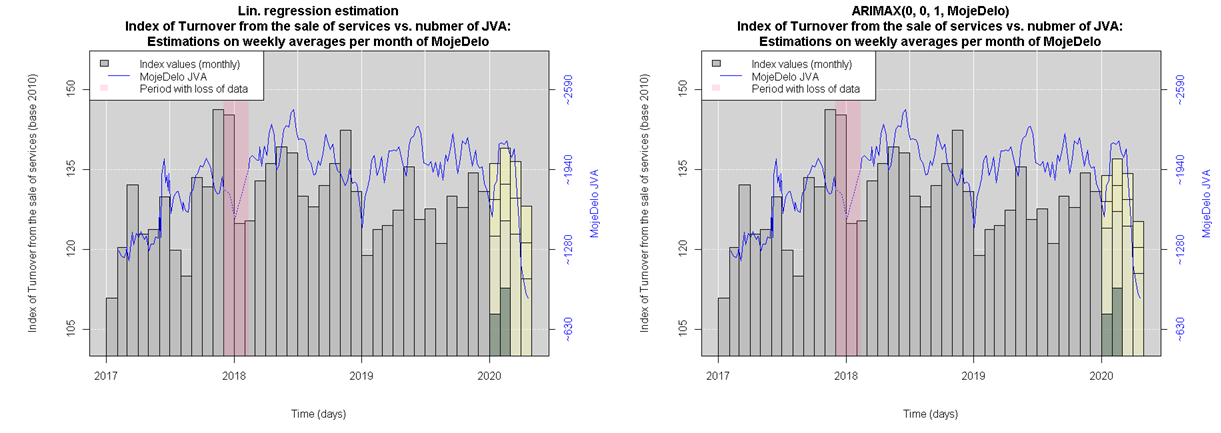 Lin. regression estimation
Index of Turnover from the sale of services vs. nubmer of JVA:
Estimations on weekly averages per month of MojeDelo
Index values (monthly)
MojeDelo JVA
Period with loss of data
Index of Turnover from the sale of services (base 2010)
150
135
120
105
~2590
~1940
~1280
~630
MojeDelo JVA
2017
2018
2019
2020
Time (days)
ARIMAX(0, 0, 1, MojeDelo)
Index of Turnover from the sale of services vs. nubmer of JVA:
Estimations on weekly averages per month of MojeDelo
Index values (monthly)
MojeDelo JVA
Period with loss of data
Index of Turnover from the sale of services (base 2010)
150
135
120
105
~2590
~1940
~1280
~630
MojeDelo JVA
2017
2018
2019
2020
Time (days)